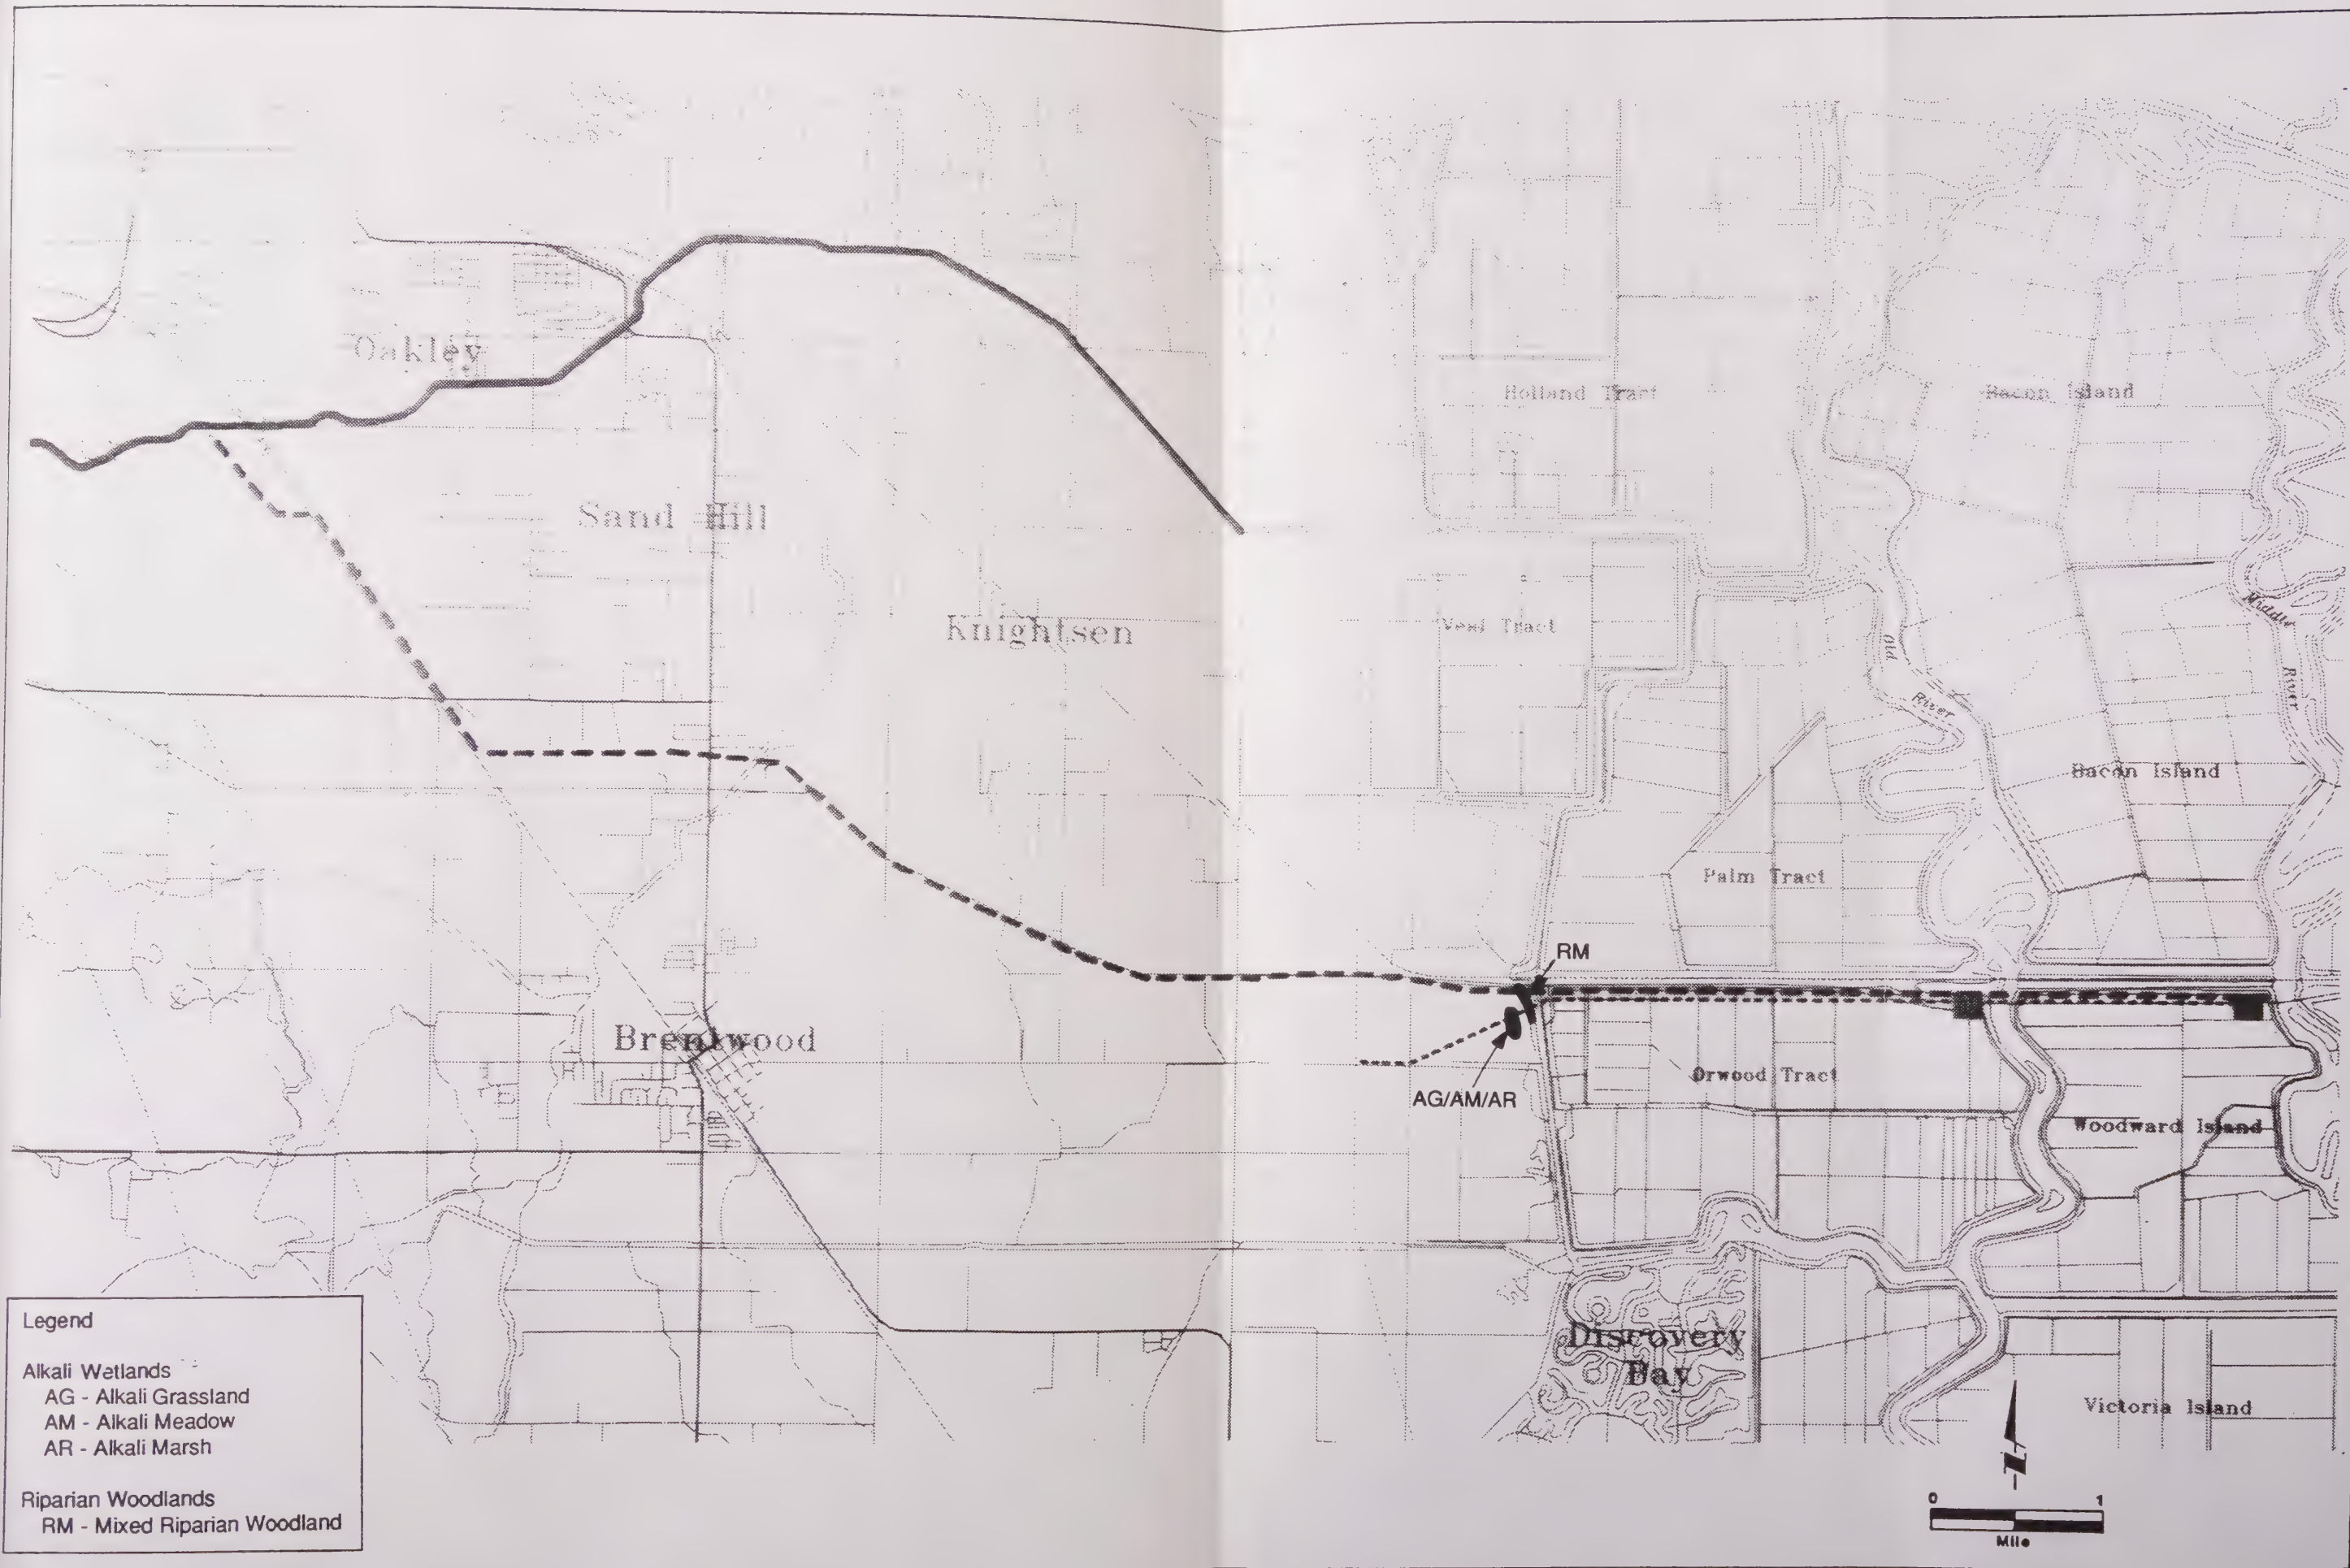 Oakley
Holland Tract
Bacon Island
Sand Hill
Knightsen
Veal Tract
Middle
River
Old
River
Bacon Island
Palm Tract
RM
Brentwood
Orwood Tract
AG/AM/AR
Woodward Island
Discovery
Bay
Victoria Island
Legend
Alkali Wetlands
AG - Alkali Grassland
AM - Alkali Meadow
AR - Alkali Marsh
Riparian Woodlands
RM - Mixed Riparian Woodland
0 1
Mile